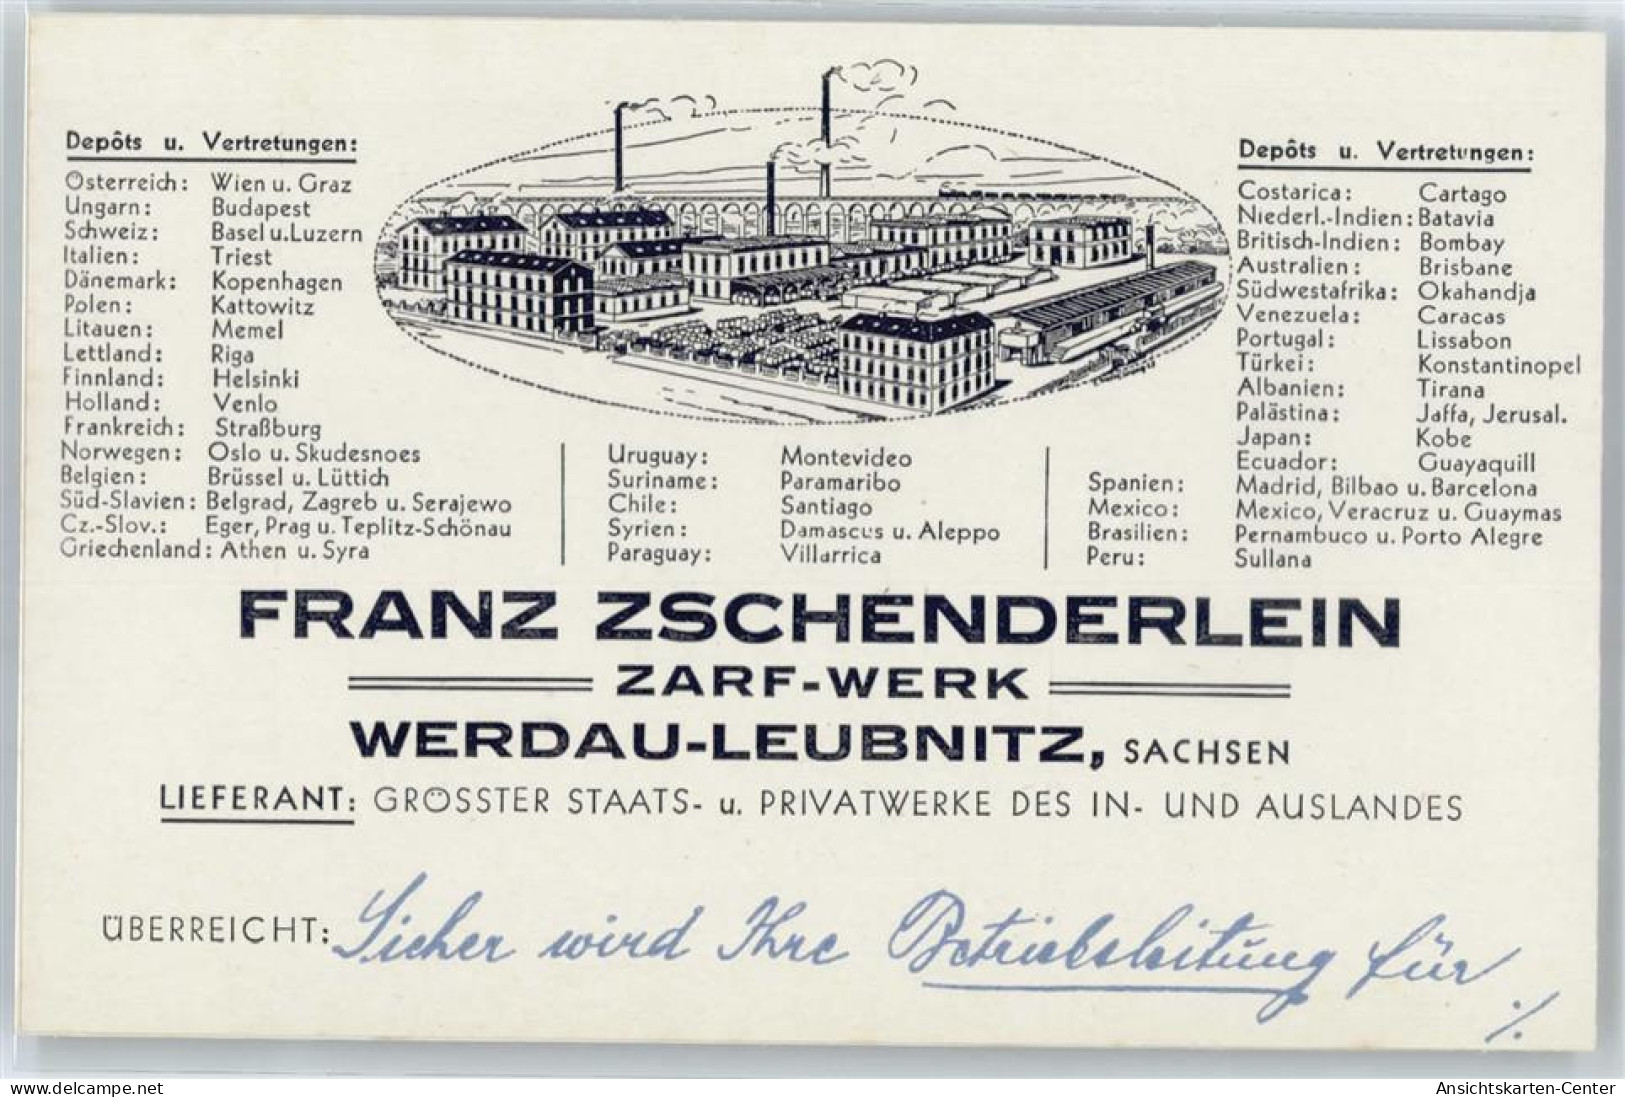 Depôts u. Vertretungen:
Österreich: Wien u. Graz
Ungarn: Budapest
Schweiz: Basel u. Luzern
Italien: Triest
Dänemark: Kopenhagen
Polen: Kattowitz
Litauen: Memel
Lettland: Riga
Finnland: Helsinki
Holland: Venlo
Frankreich: Straßburg
Norwegen: Oslo u. Skudesnoes
Belgien: Brüssel u. Lüttich
Süd-Slavien: Belgrad, Zagreb u. Serajewo
Cz.-Slov.: Eger, Prag u. Teplitz-Schönau
Griechenland: Athen u. Syra
Uruguay: Montevideo
Suriname: Paramaribo
Chile: Santiago
Syrien: Damascus u. Aleppo
Paraguay: Villarrica
Depôts u. Vertretungen:
Costarica: Cartago
Niederl.-Indien: Batavia
Britisch-Indien: Bombay
Australien: Brisbane
Südwestafrika: Okahandja
Venezuela: Caracas
Portugal: Lissabon
Türkei: Konstantinopel
Albanien: Tirana
Palästina: Jaffa, Jerusal.
Japan: Kobe
Ecuador: Guayaquill
Spanien: Madrid, Bilbao u. Barcelona
Mexico: Mexico, Veracruz u. Guaymas
Brasilien: Pernambuco u. Porto Alegre
Peru: Sullana
FRANZ ZSCHENDERLEIN
ZARF-WERK
WERDAU-LEUBNITZ, SACHSEN
LIEFERANT: GRÖSSTER STAATS- u. PRIVATWERKE DES IN- UND AUSLANDES
ÜBERREICHT: Sicher wird Ihre Betriebsleitung für
./.
oldthing.de
Ansichtskarten-Center